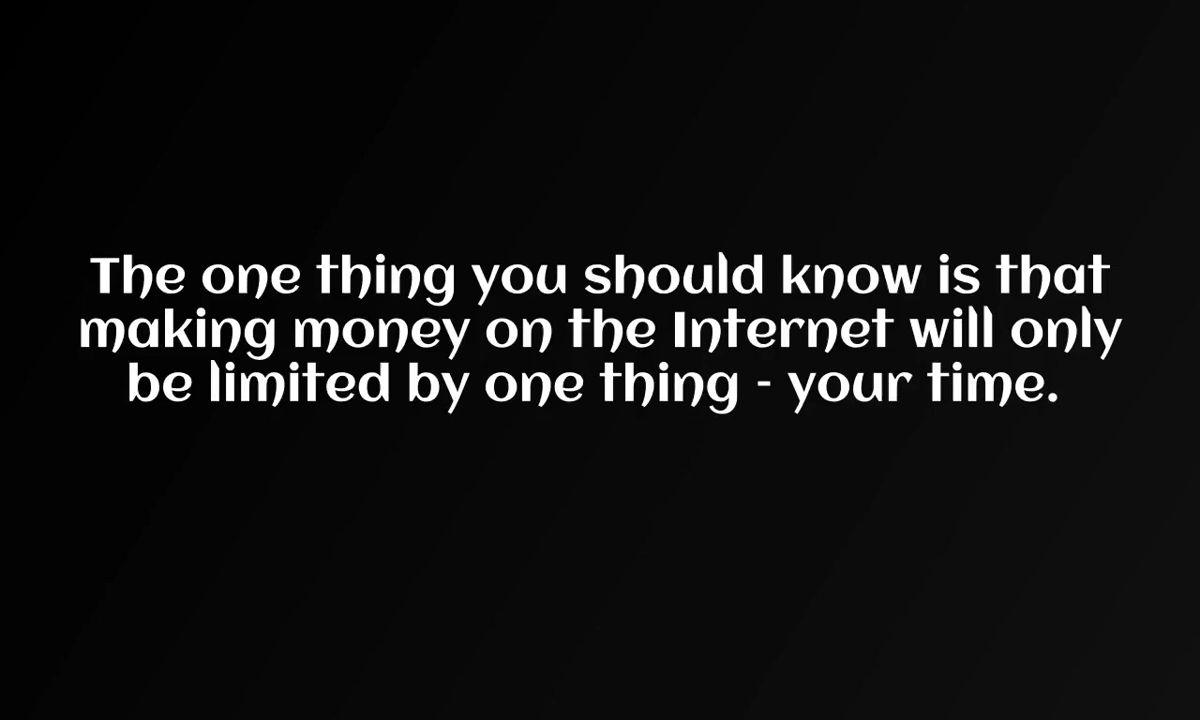 The one thing you should know is that
making money on the Internet will only
be limited by one thing - your time.